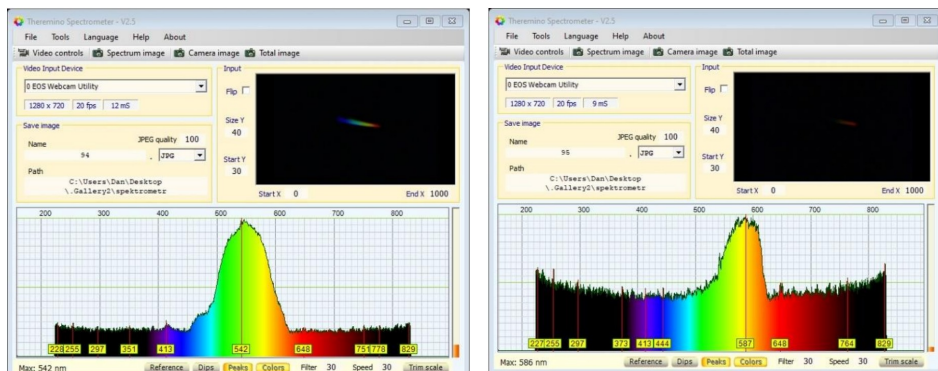 Theremino Spectrometer - V2.5
File Tools Language Help About
Video controls Spectrum image Camera image Total image
Video Input Device
0 EOS Webcam Utility
1280 x 720 20 fps 12 mS
Save image
Name JPEG quality 100
94 . JPG
Path
C:\Users\Dan\Desktop
\.Gallery2\spektrometr
Input
Flip
Size Y
40
Start Y
30
Start X 0 End X 1000
200 300 400 500 600 700 800
228 255 297 351 413 542 648 751 778 829
Max: 542 nm Reference Dips Peaks Colors Filter 30 Speed 30 Trim scale
Theremino Spectrometer - V2.5
File Tools Language Help About
Video controls Spectrum image Camera image Total image
Video Input Device
0 EOS Webcam Utility
1280 x 720 20 fps 9 mS
Save image
Name JPEG quality 100
95 . JPG
Path
C:\Users\Dan\Desktop
\.Gallery2\spektrometr
Input
Flip
Size Y
40
Start Y
30
Start X 0 End X 1000
200 300 400 500 600 700 800
227 255 297 373 413 444 587 648 764 829
Max: 586 nm Reference Dips Peaks Colors Filter 30 Speed 30 Trim scale